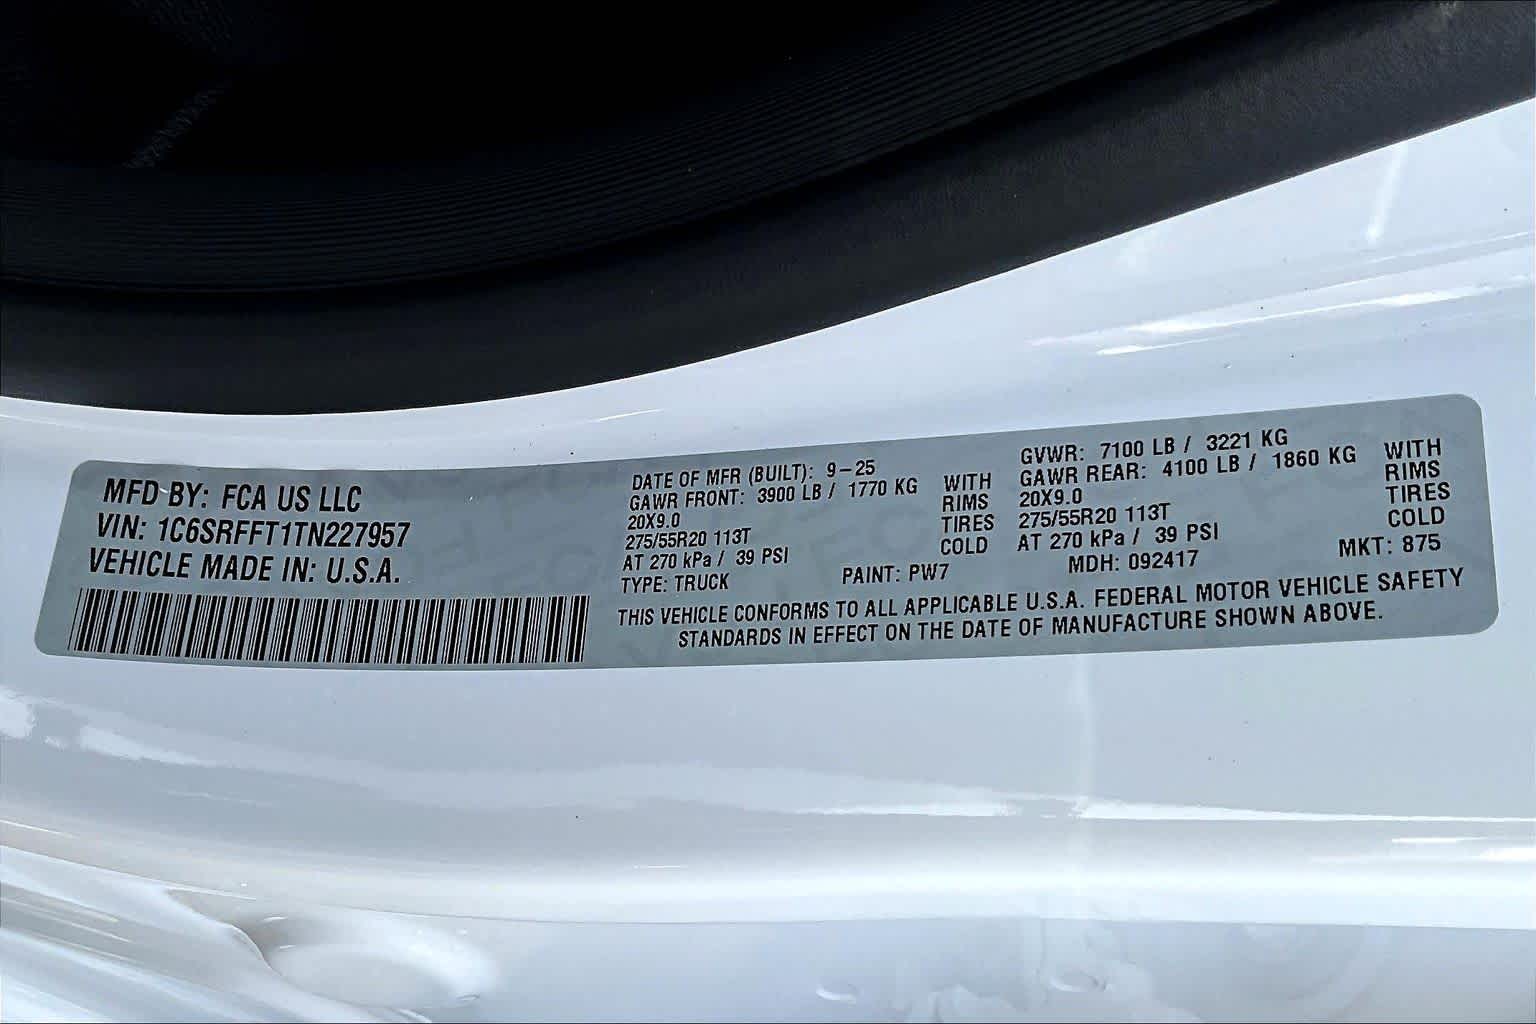 MFD BY: FCA US LLC
VIN: 1C6SRFFT1TN227957
VEHICLE MADE IN: U.S.A.
DATE OF MFR (BUILT): 9-25
GAWR FRONT: 3900 LB / 1770 KG WITH
20X9.0 RIMS
275/55R20 113T TIRES
AT 270 kPa / 39 PSI COLD
GVWR: 7100 LB / 3221 KG
GAWR REAR: 4100 LB / 1860 KG WITH
20X9.0 RIMS
275/55R20 113T TIRES
AT 270 kPa / 39 PSI COLD
TYPE: TRUCK PAINT: PW7 MDH: 092417 MKT: 875
THIS VEHICLE CONFORMS TO ALL APPLICABLE U.S.A. FEDERAL MOTOR VEHICLE SAFETY
STANDARDS IN EFFECT ON THE DATE OF MANUFACTURE SHOWN ABOVE.